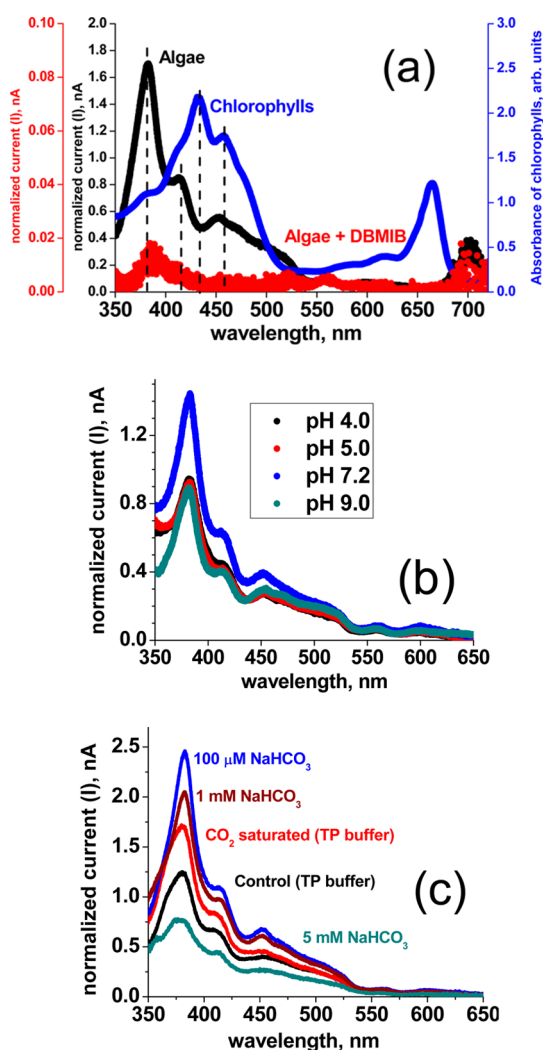 (a)
Algae
Chlorophylls
Algae + DBMIB
normalized current (I), nA
0.10
0.08
0.06
0.04
0.02
0.00
normalized current (I), nA
2.0
1.8
1.6
1.4
1.2
1.0
0.8
0.6
0.4
0.2
0.0
Absorbance of chlorophylls, arb. units
3.0
2.5
2.0
1.5
1.0
0.5
0.0
350 400 450 500 550 600 650 700
wavelength, nm
(b)
pH 4.0
pH 5.0
pH 7.2
pH 9.0
normalized current (I), nA
1.2
0.8
0.4
0.0
350 400 450 500 550 600 650
wavelength, nm
(c)
100 μM NaHCO3
1 mM NaHCO3
CO2 saturated (TP buffer)
Control (TP buffer)
5 mM NaHCO3
normalized current (I), nA
2.5
2.0
1.5
1.0
0.5
0.0
350 400 450 500 550 600 650
wavelength, nm